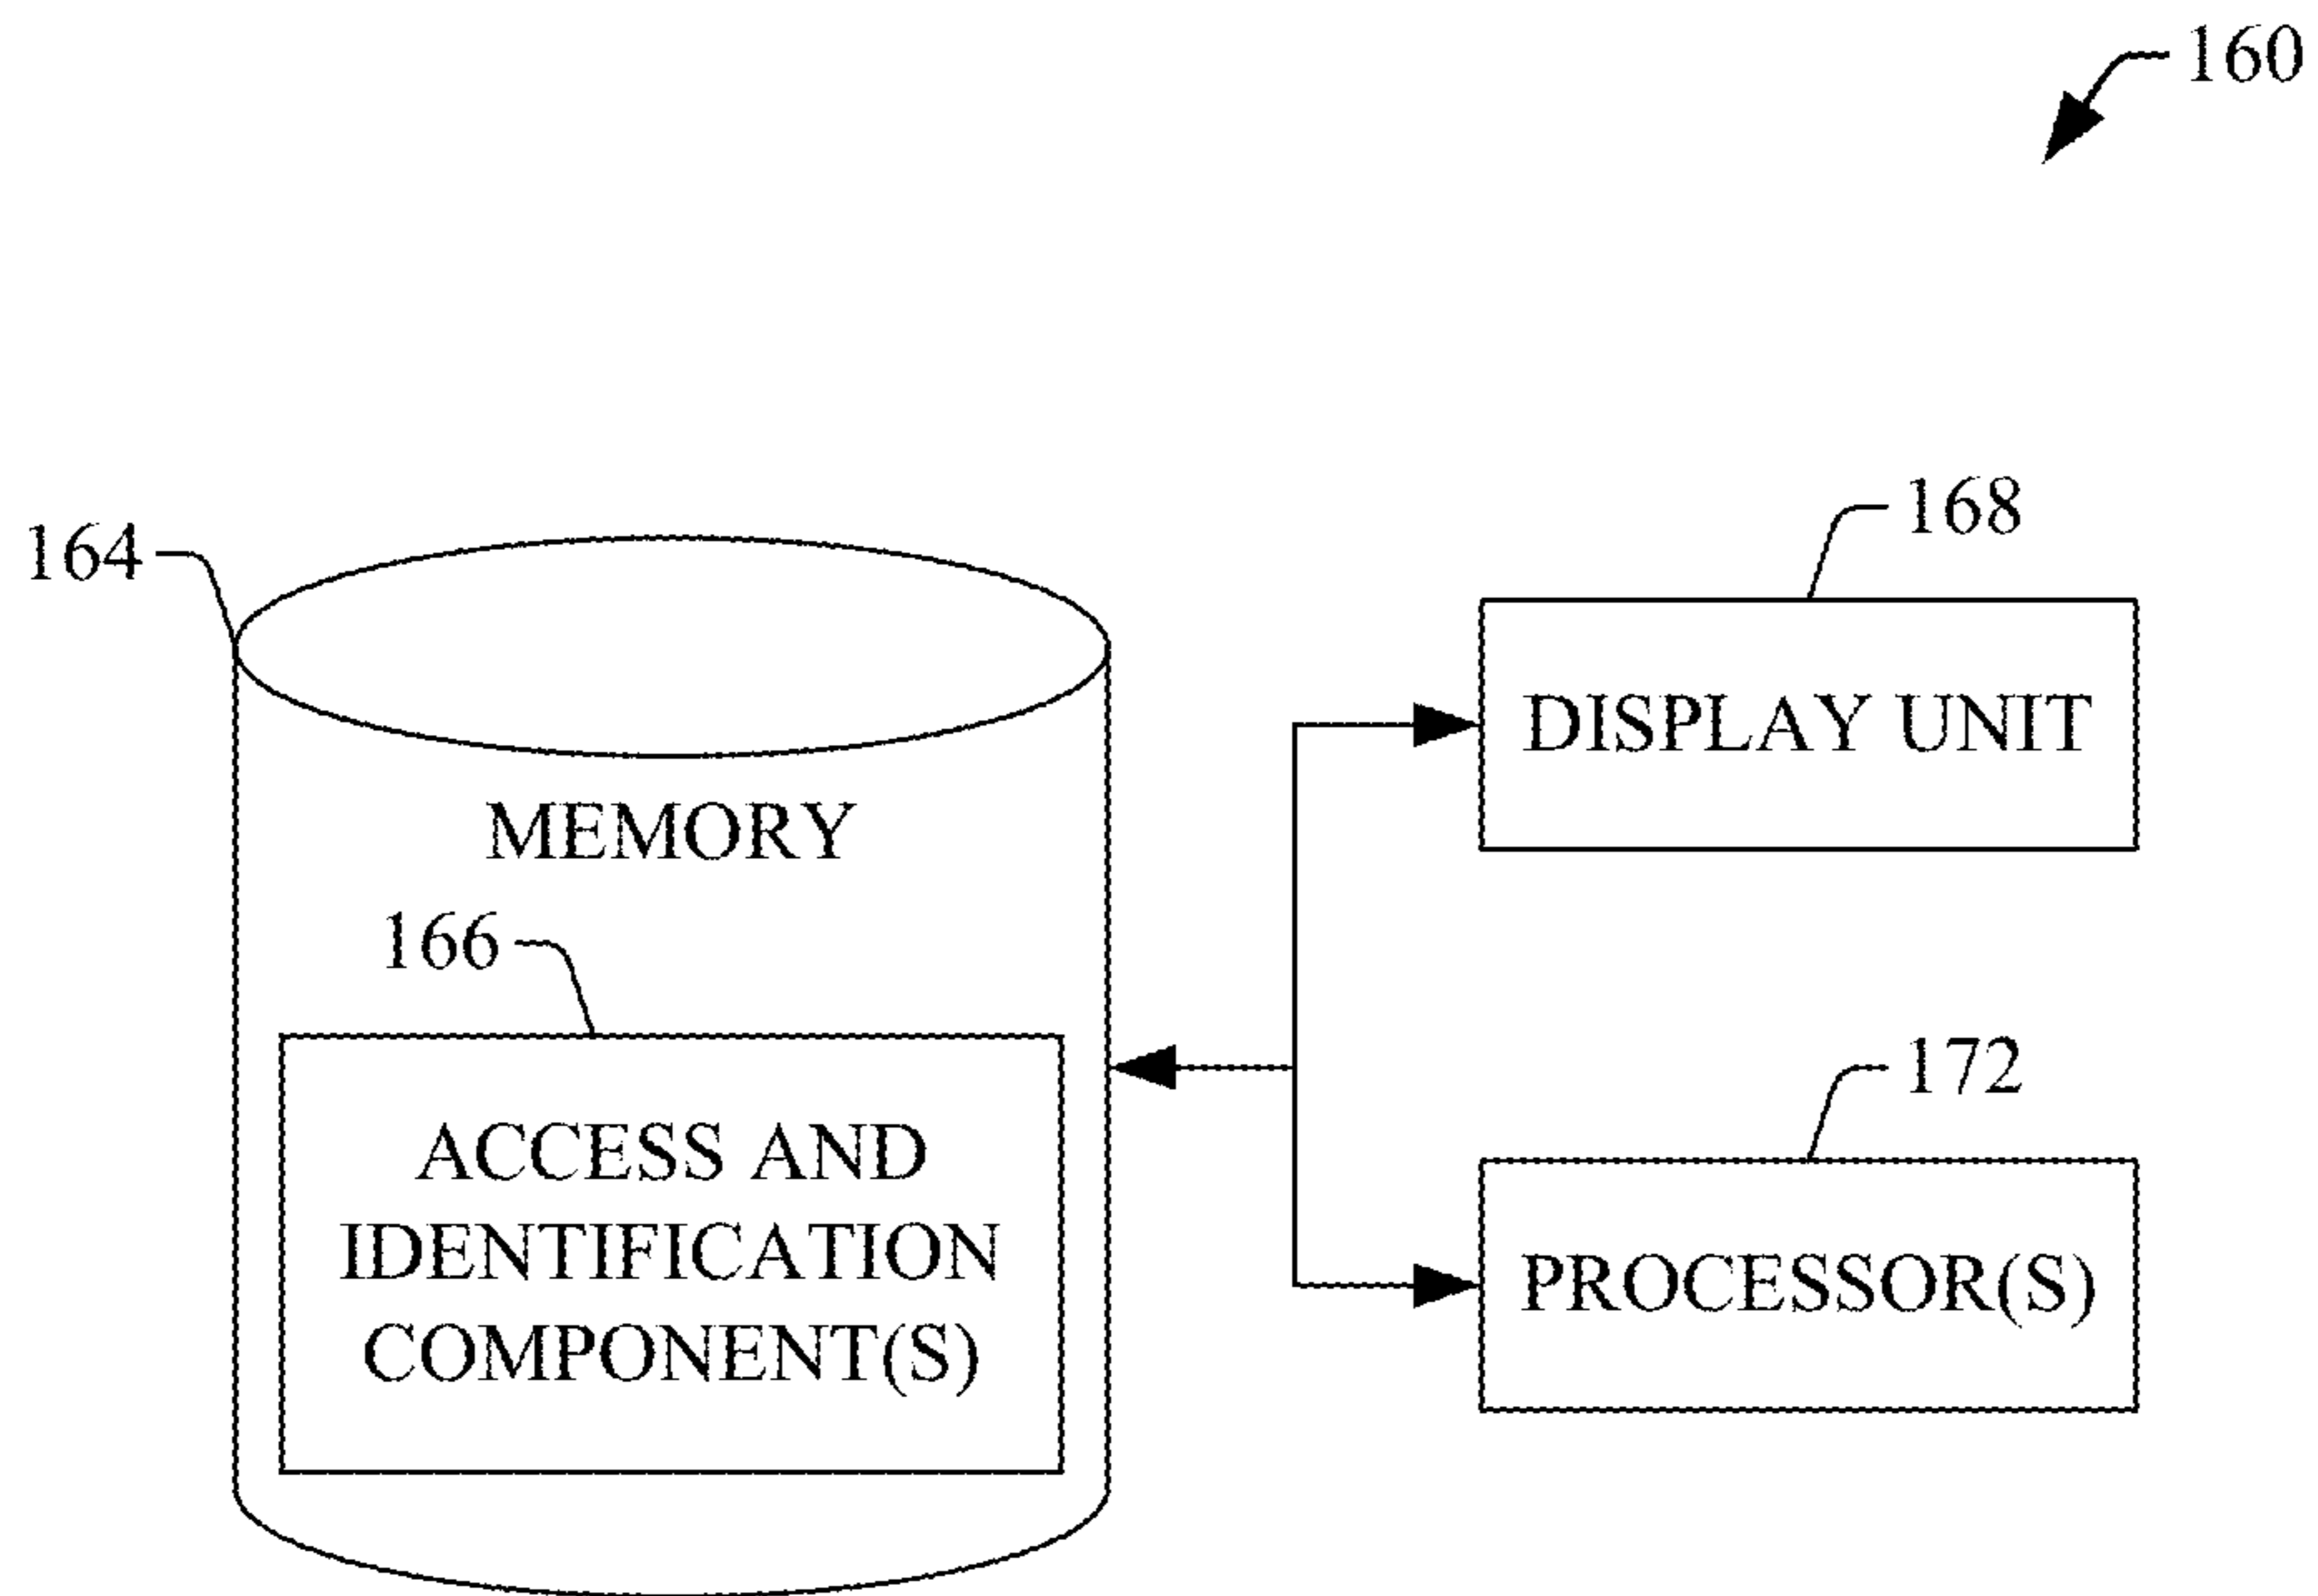 160
168
164
DISPLAY UNIT
MEMORY
166
172
ACCESS AND
IDENTIFICATION
COMPONENT(S)
PROCESSOR(S)